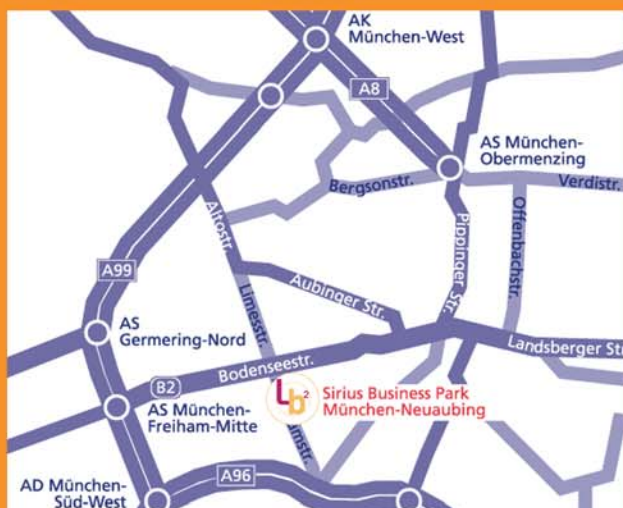 AK
München-West
A8
AS München-
Obermenzing
Bergsonstr.
Verdistr.
Altostr.
Pippinger Str.
Offenbachstr.
A99
Aubinger Str.
Limesstr.
AS
Germering-Nord
Landsberger Str
Bodenseestr.
B2
Lb²
Sirius Business Park
München-Neuaubing
AS München-
Freiham-Mitte
mstr.
A96
AD München-
Süd-West